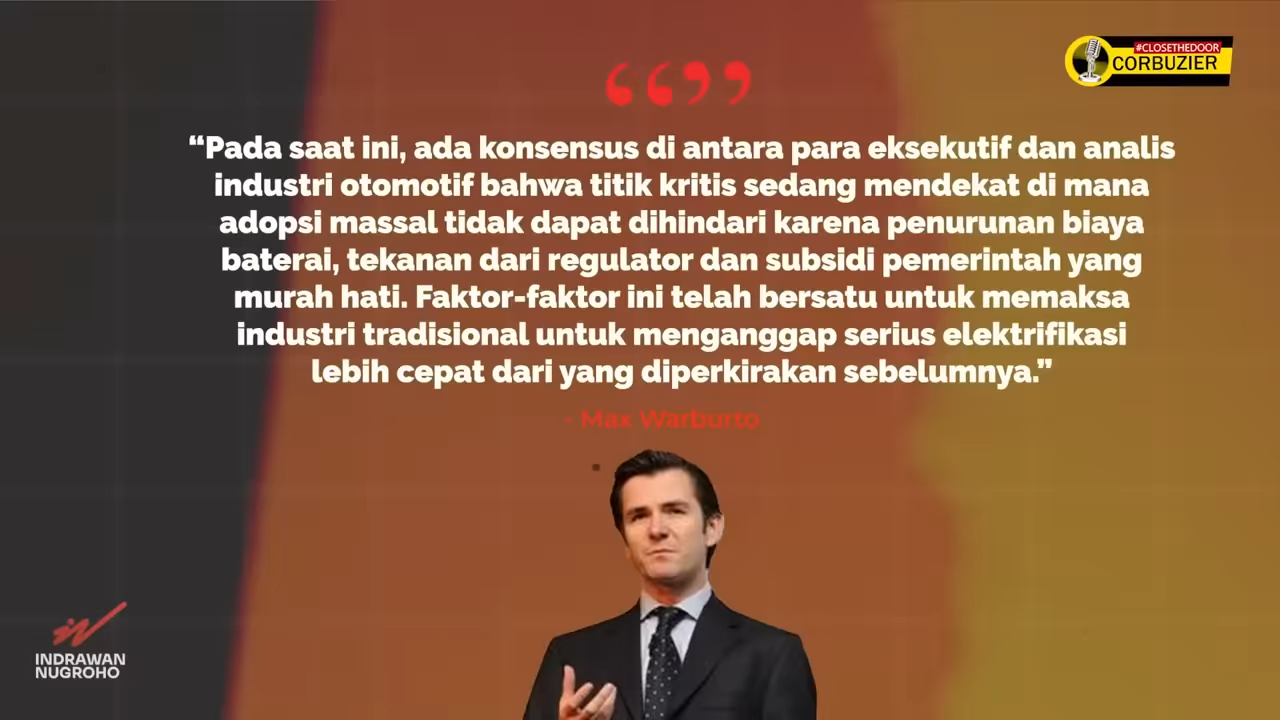 #CLOSETHEDOOR
CORBUZIER
“Pada saat ini, ada konsensus di antara para eksekutif dan analis
industri otomotif bahwa titik kritis sedang mendekat di mana
adopsi massal tidak dapat dihindari karena penurunan biaya
baterai, tekanan dari regulator dan subsidi pemerintah yang
murah hati. Faktor-faktor ini telah bersatu untuk memaksa
industri tradisional untuk menganggap serius elektrifikasi
lebih cepat dari yang diperkirakan sebelumnya.”
- Max Warburto
INDRAWAN
NUGROHO